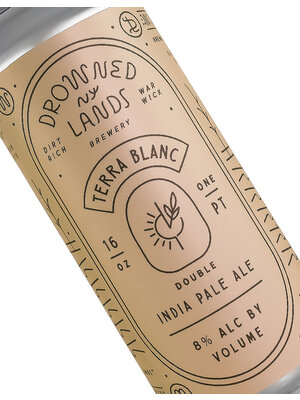 DROWNED
NY
LANDS
DIRT RICH
BREWERY
WAR WICK
TERRA BLANC
16 OZ
ONE PT
DOUBLE
INDIA PALE ALE
8% ALC BY
VOLUME